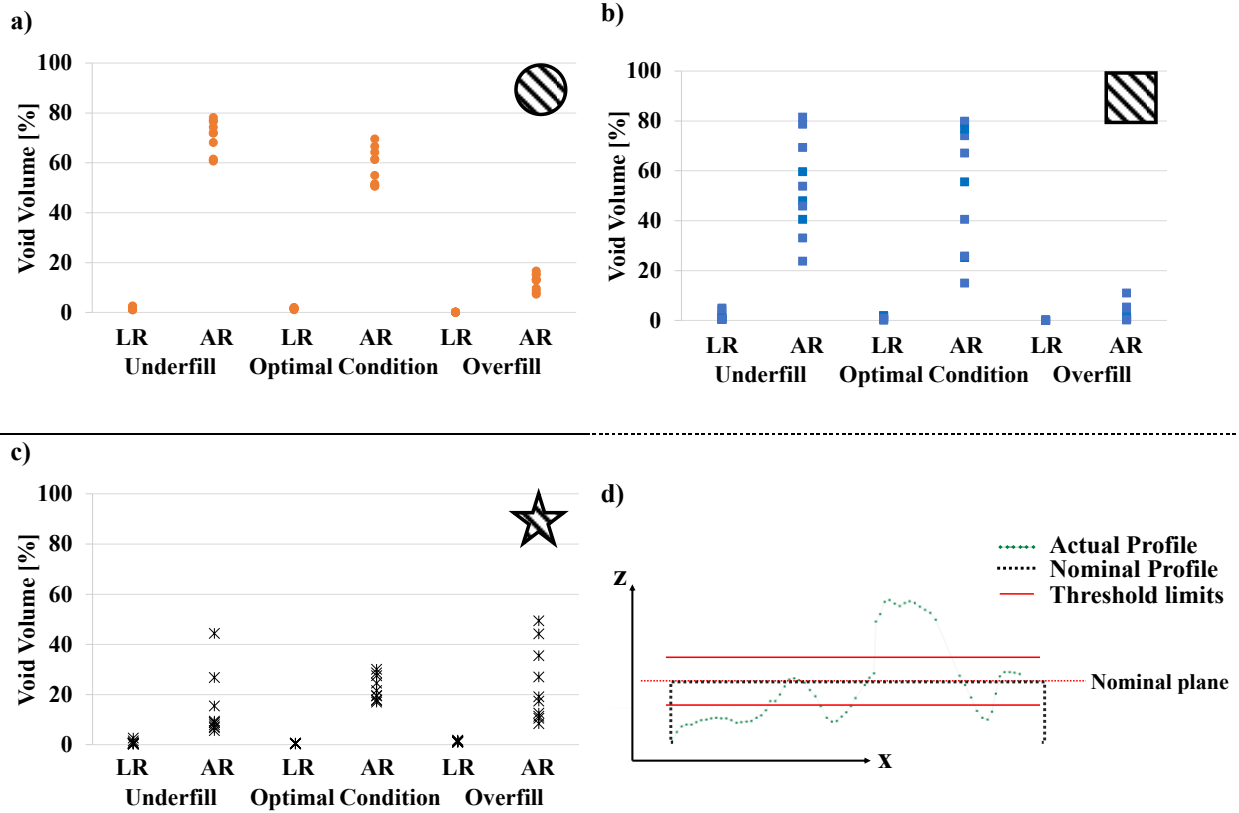 a)
Void Volume [%]
100
80
60
40
20
0
LR AR LR AR LR AR
Underfill Optimal Condition Overfill
b)
Void Volume [%]
100
80
60
40
20
0
LR AR LR AR LR AR
Underfill Optimal Condition Overfill
c)
Void Volume [%]
100
80
60
40
20
0
LR AR LR AR LR AR
Underfill Optimal Condition Overfill
d)
Actual Profile
Nominal Profile
Threshold limits
z
Nominal plane
x